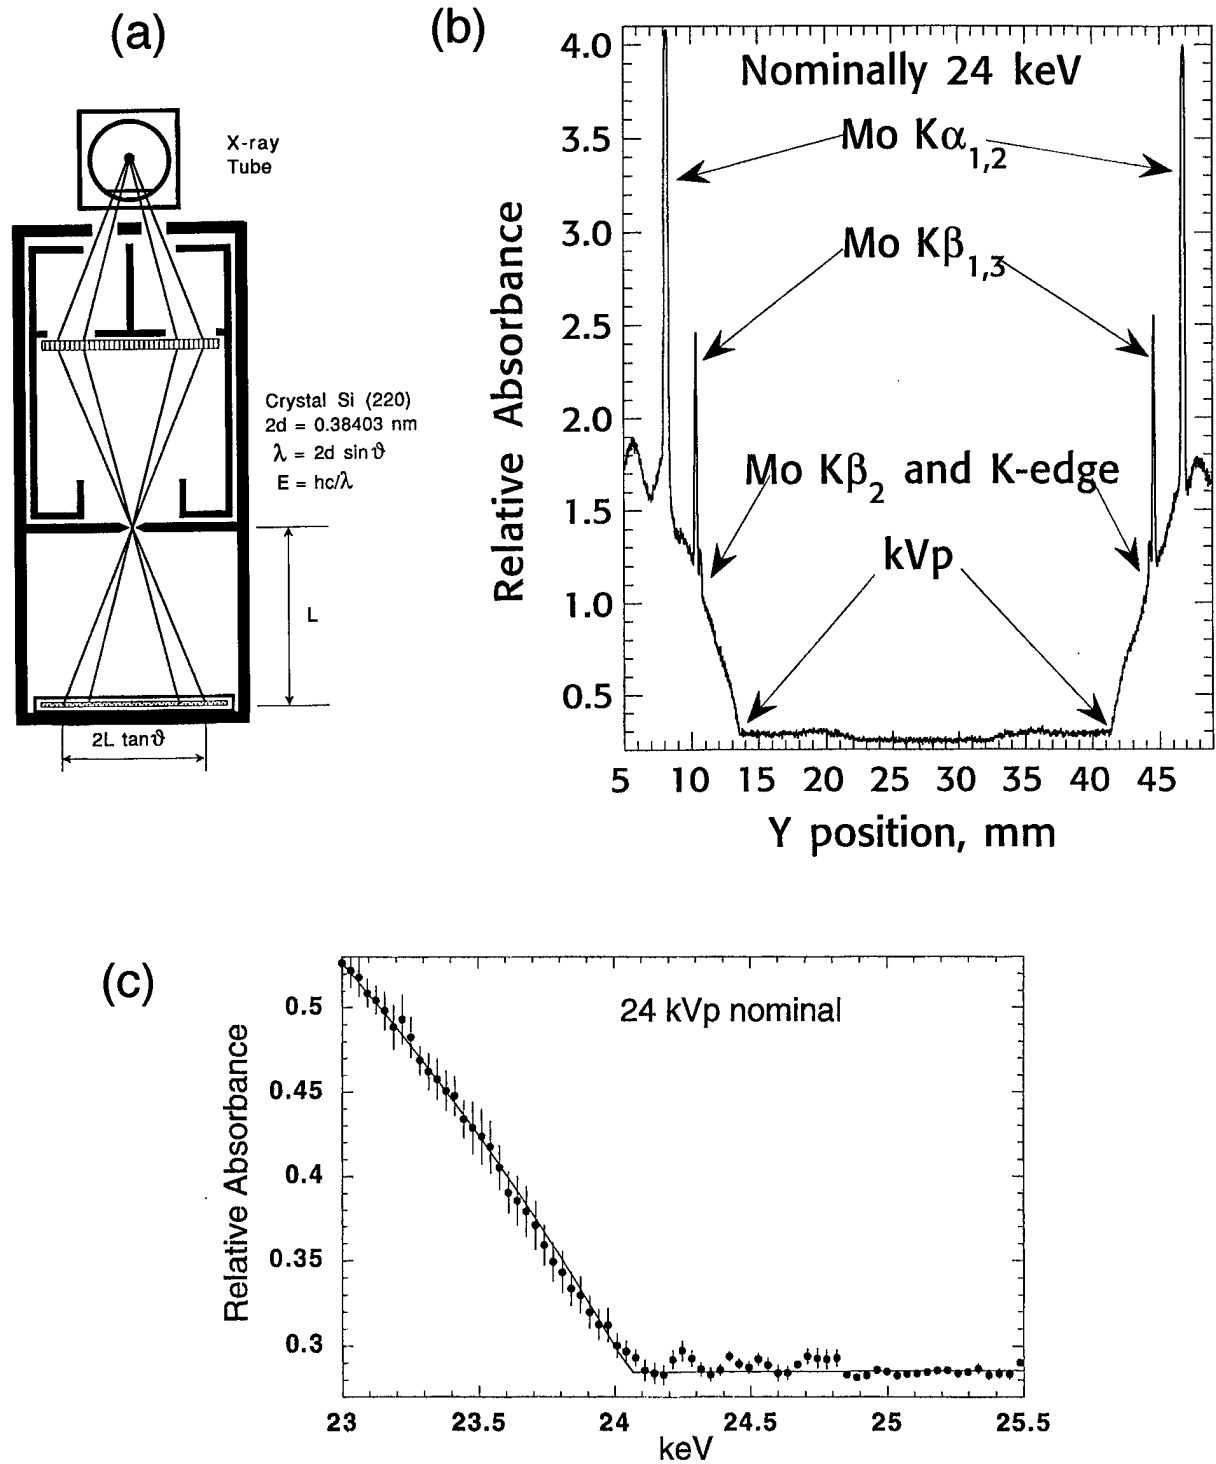 (a)
X-ray
Tube
Crystal Si (220)
2d = 0.38403 nm
λ = 2d sinϑ
E = hc/λ
L
2L tanϑ
(b)
Nominally 24 keV
Mo Kα1,2
Mo Kβ1,3
Mo Kβ2 and K-edge
kVp
Relative Absorbance
4.0
3.5
3.0
2.5
2.0
1.5
1.0
0.5
5 10 15 20 25 30 35 40 45
Y position, mm
(c)
24 kVp nominal
Relative Absorbance
0.5
0.45
0.4
0.35
0.3
23 23.5 24 24.5 25 25.5
keV